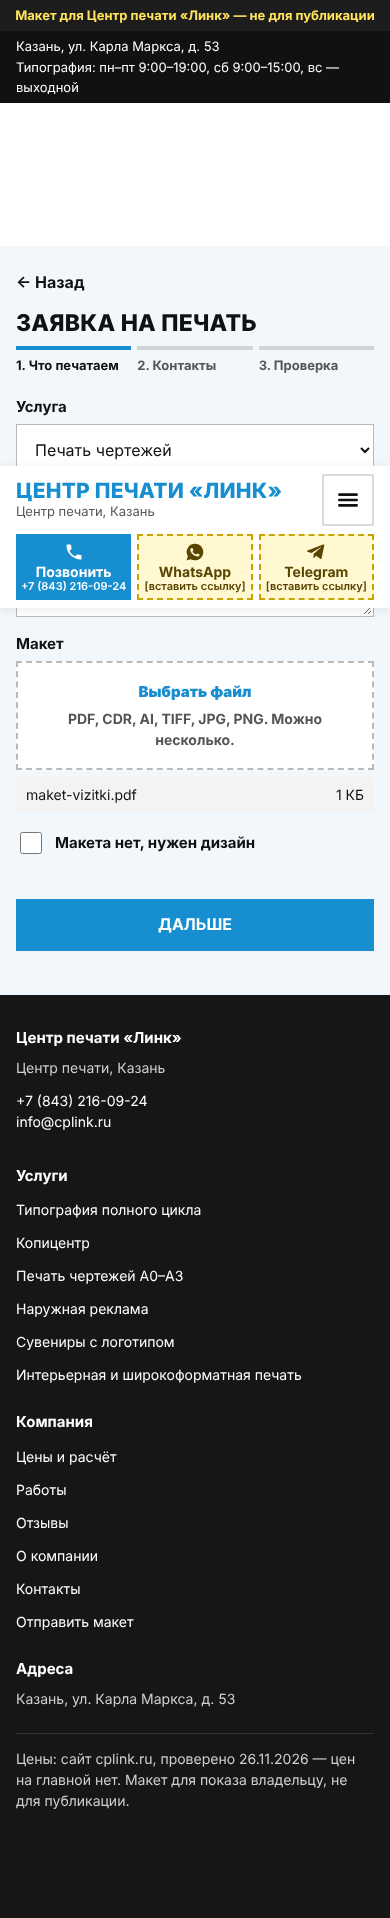 Макет для Центр печати «Линк» — не для публикации
Казань, ул. Карла Маркса, д. 53
Типография: пн–пт 9:00–19:00, сб 9:00–15:00, вс —
выходной
← Назад
ЗАЯВКА НА ПЕЧАТЬ
1. Что печатаем 2. Контакты 3. Проверка
Услуга
Печать чертежей
ЦЕНТР ПЕЧАТИ «ЛИНК»
Центр печати, Казань
Позвонить
+7 (843) 216-09-24
WhatsApp
[вставить ссылку]
Telegram
[вставить ссылку]
Макет
Выбрать файл
PDF, CDR, AI, TIFF, JPG, PNG. Можно
несколько.
maket-vizitki.pdf 1 КБ
Макета нет, нужен дизайн
ДАЛЬШЕ
Центр печати «Линк»
Центр печати, Казань
+7 (843) 216-09-24
info@cplink.ru
Услуги
Типография полного цикла
Копицентр
Печать чертежей А0–А3
Наружная реклама
Сувениры с логотипом
Интерьерная и широкоформатная печать
Компания
Цены и расчёт
Работы
Отзывы
О компании
Контакты
Отправить макет
Адреса
Казань, ул. Карла Маркса, д. 53
Цены: сайт cplink.ru, проверено 26.11.2026 — цен
на главной нет. Макет для показа владельцу, не
для публикации.